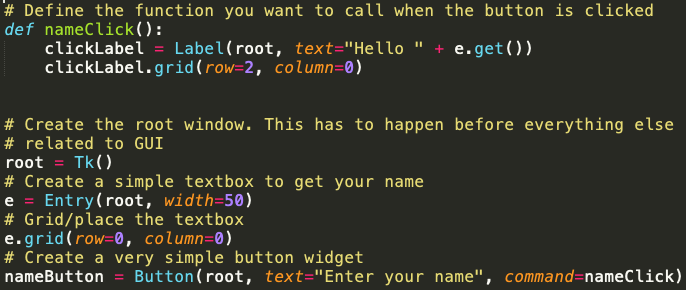 # Define the function you want to call when the button is clicked
def nameClick():
    clickLabel = Label(root, text="Hello " + e.get())
    clickLabel.grid(row=2, column=0)
# Create the root window. This has to happen before everything else
# related to GUI
root = Tk()
# Create a simple textbox to get your name
e = Entry(root, width=50)
# Grid/place the textbox
e.grid(row=0, column=0)
# Create a very simple button widget
nameButton = Button(root, text="Enter your name", command=nameClick)